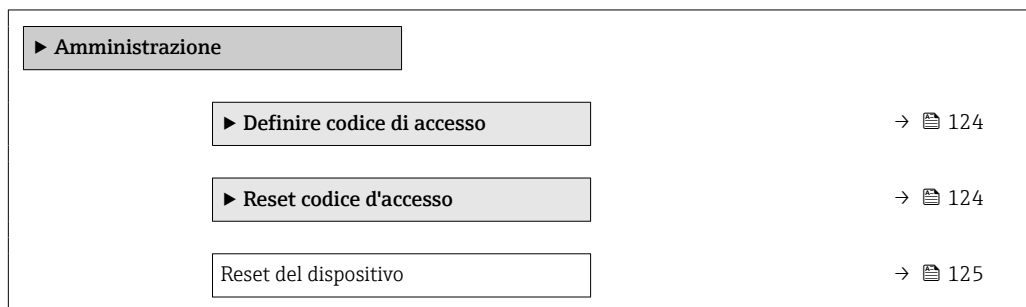 ▶ Amministrazione
▶ Definire codice di accesso → 124
▶ Reset codice d'accesso → 124
Reset del dispositivo → 125